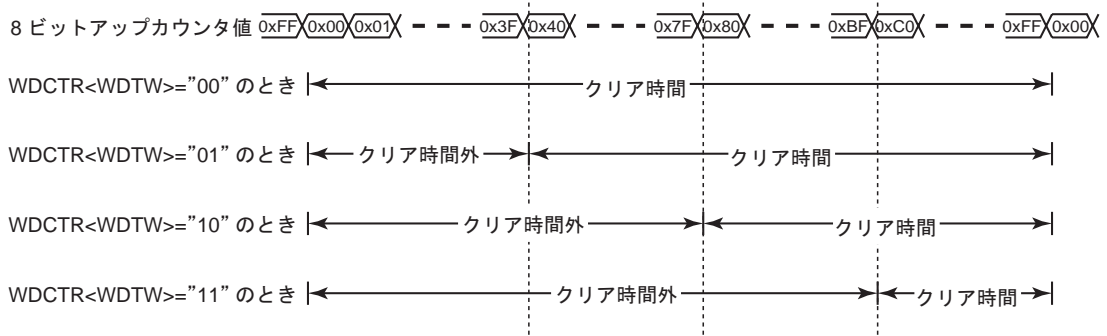 8 ビットアップカウンタ値 0xFF 0x00 0x01 0x3F 0x40 0x7F 0x80 0xBF 0xC0 0xFF 0x00
WDCTR<WDTW>="00" のとき クリア時間
WDCTR<WDTW>="01" のとき クリア時間外 クリア時間
WDCTR<WDTW>="10" のとき クリア時間外 クリア時間
WDCTR<WDTW>="11" のとき クリア時間外 クリア時間